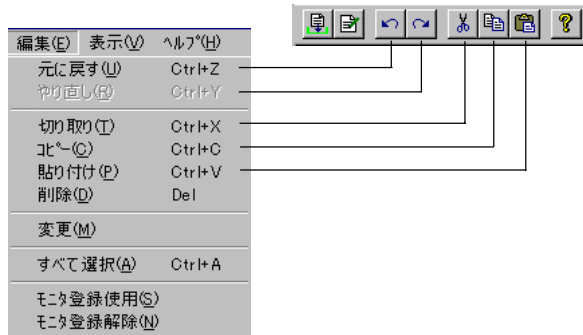 編集(E) 表示(V) ﾍﾙﾌﾟ(H)
元に戻す(U) Ctrl+Z
やり直し(R) Ctrl+Y
切り取り(T) Ctrl+X
ｺﾋﾟｰ(C) Ctrl+C
貼り付け(P) Ctrl+V
削除(D) Del
変更(M)
すべて選択(A) Ctrl+A
ﾓﾆﾀ登録使用(S)
ﾓﾆﾀ登録解除(N)